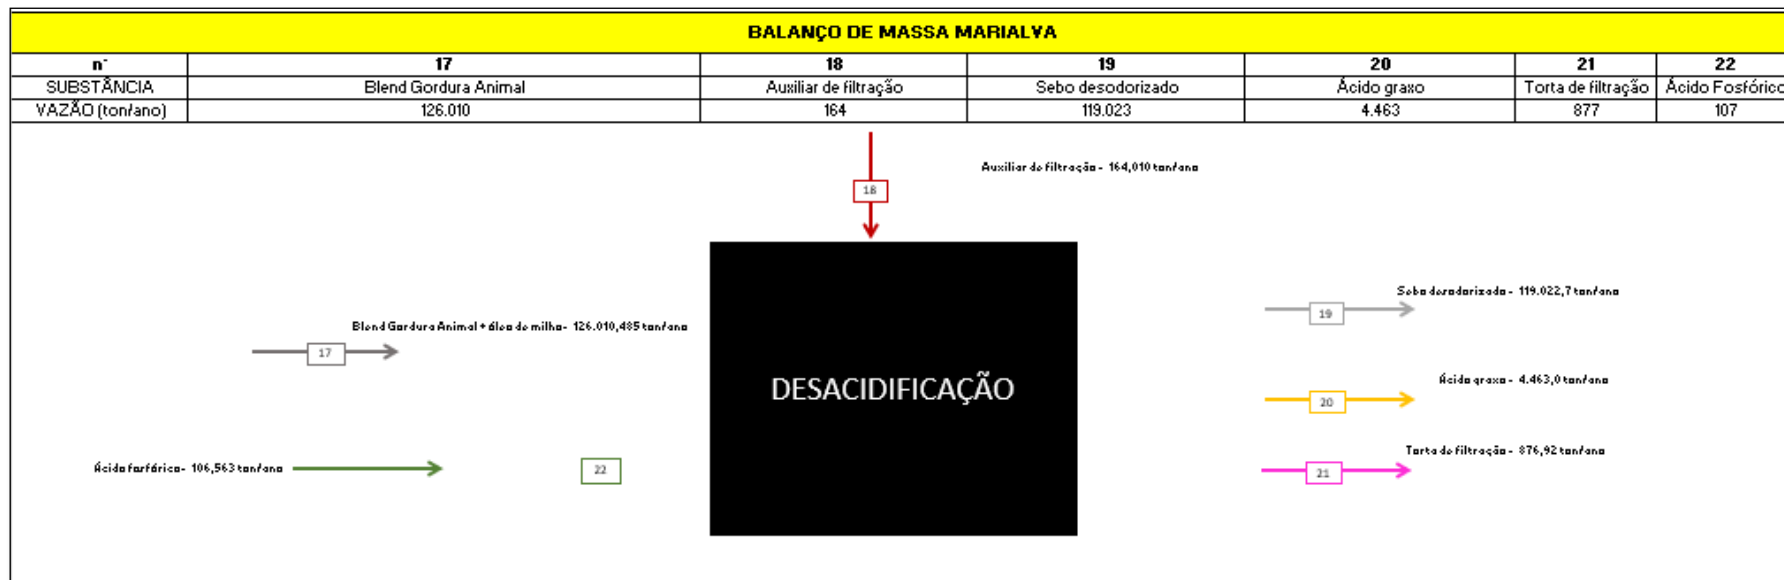 BALANÇO DE MASSA MARIALVA
n° 17 18 19 20 21 22
SUBSTÂNCIA Blend Gordura Animal Auxiliar de filtração Sebo desodorizado Ácido graxo Torta de filtração Ácido Fosfórico
VAZÃO (ton/ano) 126.010 164 119.023 4.463 877 107
Auxiliar de filtração - 164,010 ton/ano
18
Sebo desodorizado - 119.022,7 ton/ano
19
Blend Gordura Animal + óleo de milho - 126.010,485 ton/ano
17
DESACIDIFICAÇÃO
Ácido graxo - 4.463,0 ton/ano
20
Torta de filtração - 876,92 ton/ano
Ácido fosfórico - 106,563 ton/ano
22
21